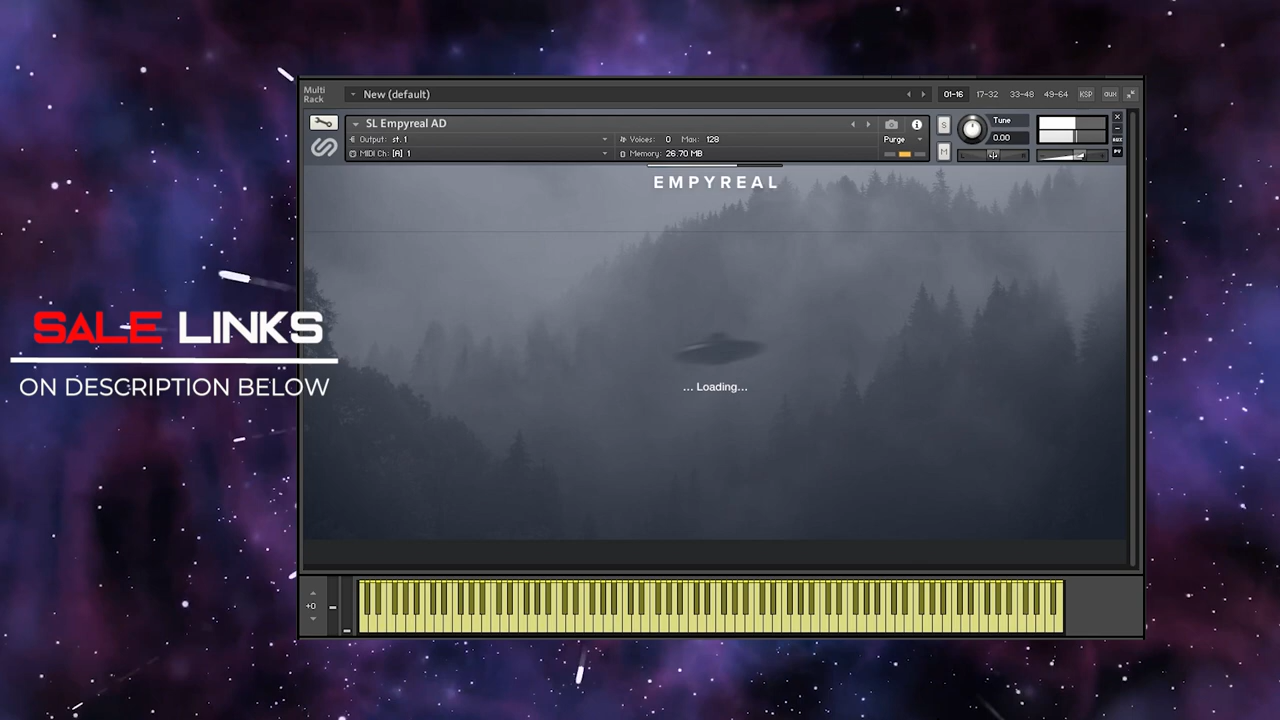 Multi
Rack
New (default)
01-16 17-32 33-48 49-64 KSP aux
SL Empyreal AD
Output: st. 1
Voices: 0 Max: 128
Purge
MIDI Ch: [A] 1
Memory: 26.70 MB
S
M
Tune
0.00
L R
AUX
PV
EMPYREAL
... Loading...
SALE LINKS
ON DESCRIPTION BELOW
+0